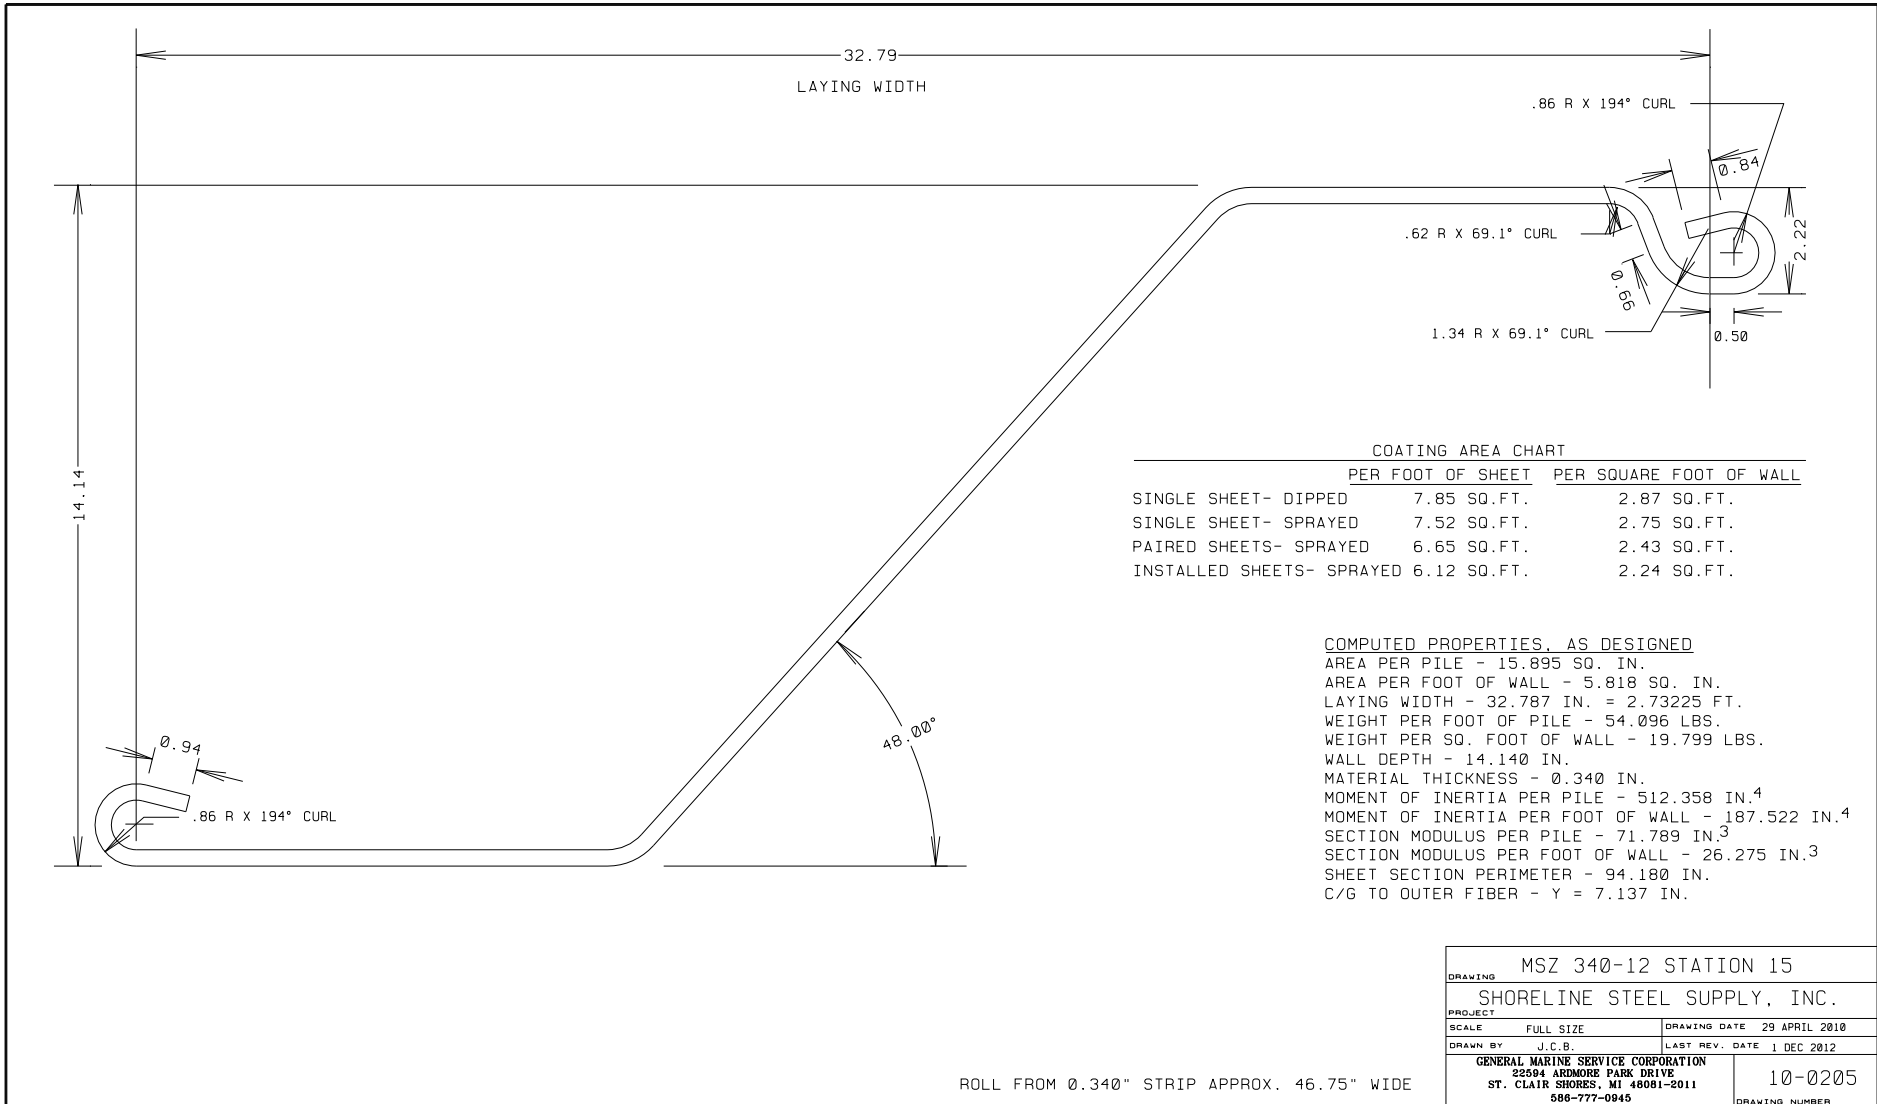 32.79
LAYING WIDTH
.86 R X 194° CURL
0.84
.62 R X 69.1° CURL
2.22
0.66
1.34 R X 69.1° CURL
0.50
14.14
COATING AREA CHART
PER FOOT OF SHEET PER SQUARE FOOT OF WALL
SINGLE SHEET- DIPPED 7.85 SQ.FT. 2.87 SQ.FT.
SINGLE SHEET- SPRAYED 7.52 SQ.FT. 2.75 SQ.FT.
PAIRED SHEETS- SPRAYED 6.65 SQ.FT. 2.43 SQ.FT.
INSTALLED SHEETS- SPRAYED 6.12 SQ.FT. 2.24 SQ.FT.
48.00°
0.94
.86 R X 194° CURL
COMPUTED PROPERTIES, AS DESIGNED
AREA PER PILE - 15.895 SQ. IN.
AREA PER FOOT OF WALL - 5.818 SQ. IN.
LAYING WIDTH - 32.787 IN. = 2.73225 FT.
WEIGHT PER FOOT OF PILE - 54.096 LBS.
WEIGHT PER SQ. FOOT OF WALL - 19.799 LBS.
WALL DEPTH - 14.140 IN.
MATERIAL THICKNESS - 0.340 IN.
MOMENT OF INERTIA PER PILE - 512.358 IN.4
MOMENT OF INERTIA PER FOOT OF WALL - 187.522 IN.4
SECTION MODULUS PER PILE - 71.789 IN.3
SECTION MODULUS PER FOOT OF WALL - 26.275 IN.3
SHEET SECTION PERIMETER - 94.180 IN.
C/G TO OUTER FIBER - Y = 7.137 IN.
DRAWING MSZ 340-12 STATION 15
SHORELINE STEEL SUPPLY, INC.
PROJECT
SCALE FULL SIZE DRAWING DATE 29 APRIL 2010
DRAWN BY J.C.B. LAST REV. DATE 1 DEC 2012
GENERAL MARINE SERVICE CORPORATION
22594 ARDMORE PARK DRIVE
ST. CLAIR SHORES, MI 48081-2011
586-777-0945
10-0205
DRAWING NUMBER
ROLL FROM 0.340" STRIP APPROX. 46.75" WIDE